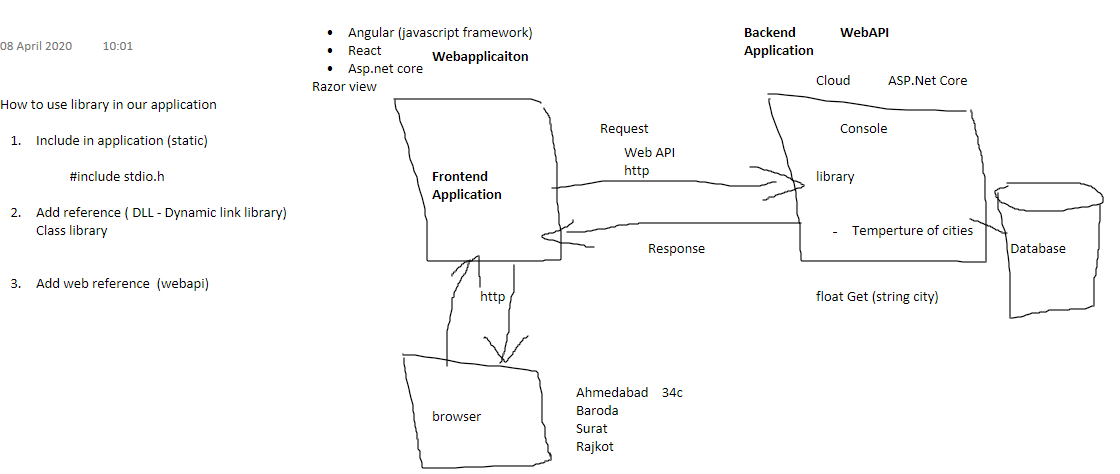 08 April 2020 10:01
How to use library in our application
1. Include in application (static)
#include stdio.h
2. Add reference ( DLL - Dynamic link library)
Class library
3. Add web reference (webapi)
• Angular (javascript framework)
• React
• Asp.net core
Razor view
Webapplicaiton
Frontend
Application
http
browser
Request
Web API
http
Response
Ahmedabad 34c
Baroda
Surat
Rajkot
Backend
Application
WebAPI
Cloud ASP.Net Core
Console
library
- Temperture of cities
float Get (string city)
Database